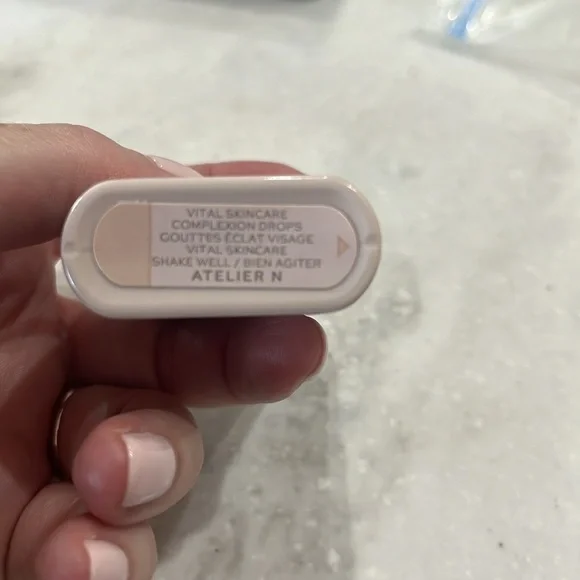 VITAL SKINCARE
COMPLEXION DROPS
GOUTTES ÉCLAT VISAGE
VITAL SKINCARE
SHAKE WELL / BIEN AGITER
ATELIER N